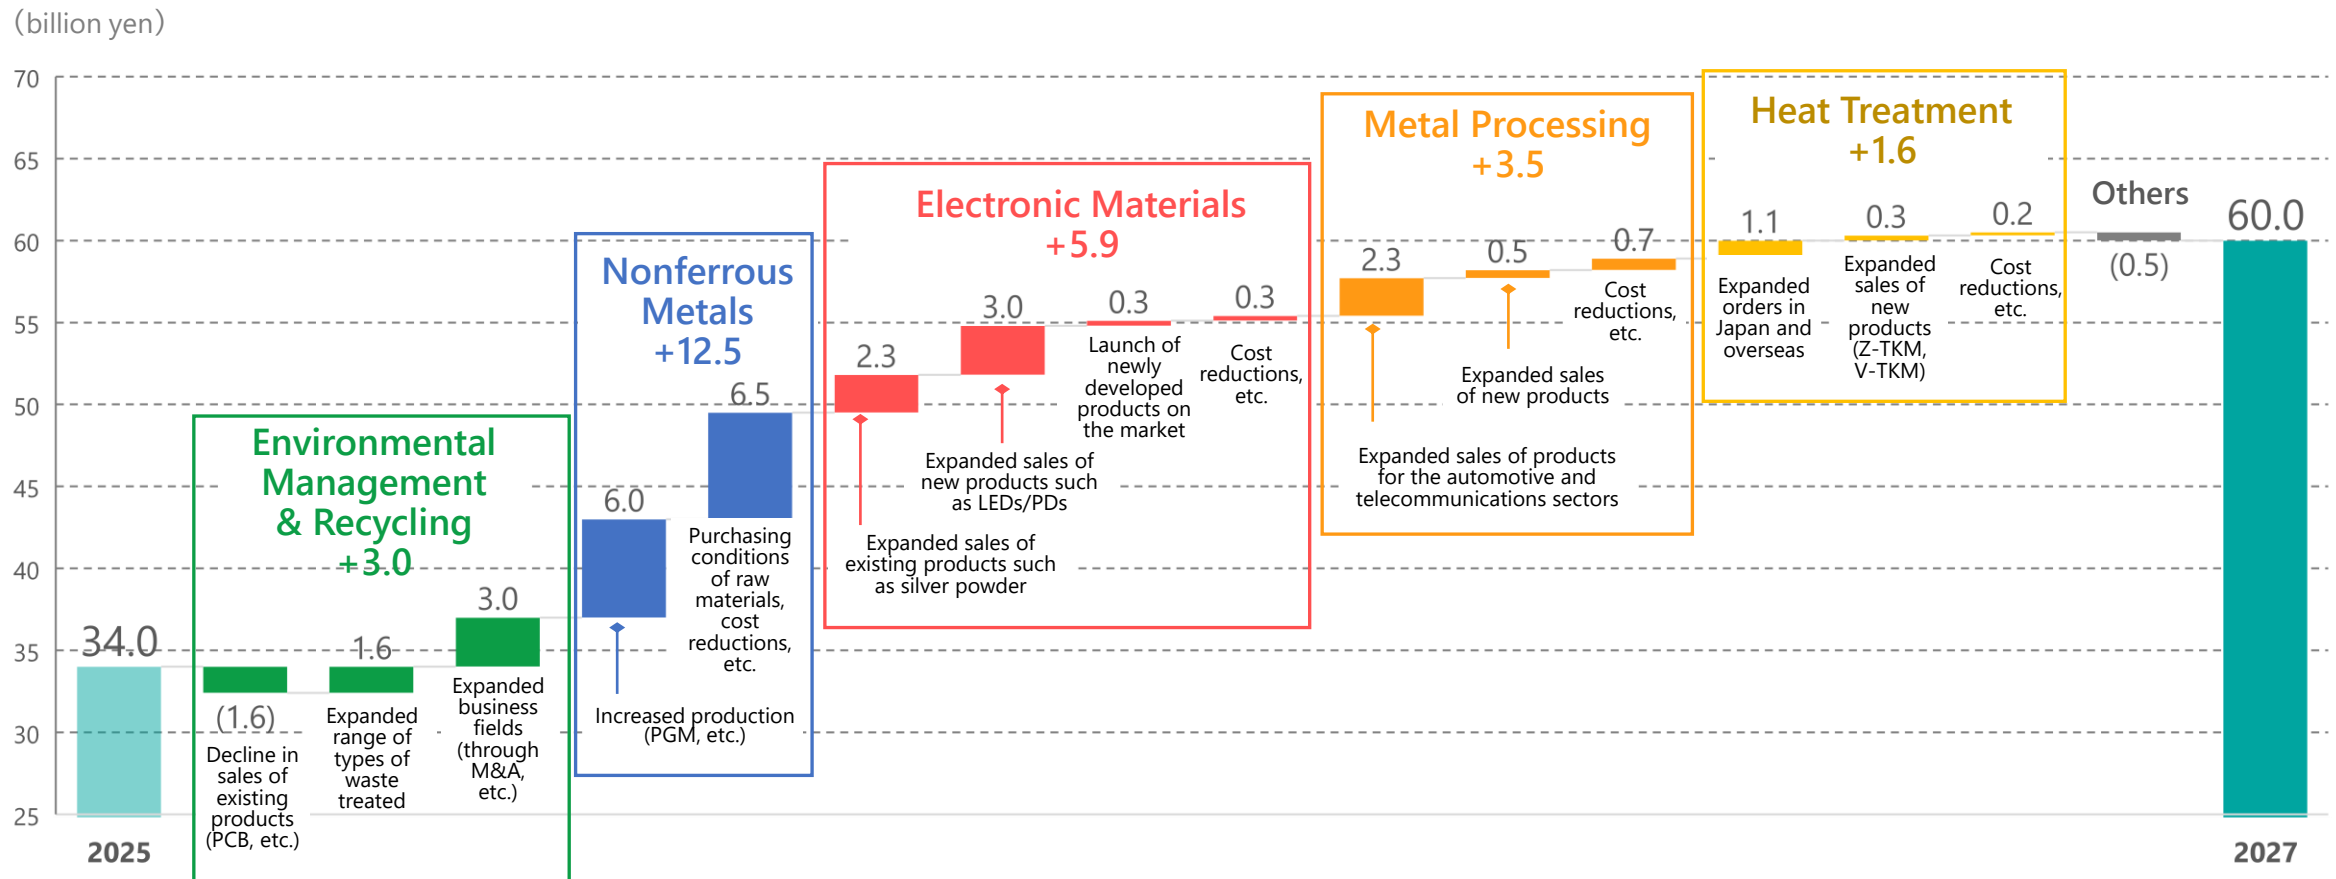 (billion yen)
70
65
60
55
50
45
40
35
30
25
34.0
2025
Environmental
Management
& Recycling
+3.0
(1.6)
Decline in
sales of
existing
products
(PCB, etc.)
1.6
Expanded
range of
types of
waste
treated
3.0
Expanded
business
fields
(through
M&A,
etc.)
Nonferrous
Metals
+12.5
6.0
Increased production
(PGM, etc.)
6.5
Purchasing
conditions
of raw
materials,
cost
reductions,
etc.
Electronic Materials
+5.9
2.3
Expanded sales of
existing products such
as silver powder
3.0
Expanded sales of
new products such
as LEDs/PDs
0.3
Launch of
newly
developed
products on
the market
0.3
Cost
reductions,
etc.
Metal Processing
+3.5
2.3
Expanded sales of products
for the automotive and
telecommunications sectors
0.5
Expanded sales
of new products
0.7
Cost
reductions,
etc.
Heat Treatment
+1.6
1.1
Expanded
orders in
Japan and
overseas
0.3
Expanded
sales of
new
products
(Z-TKM,
V-TKM)
0.2
Cost
reductions,
etc.
Others
(0.5)
60.0
2027